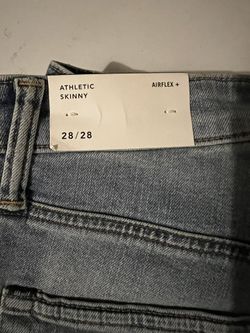 ATHLETIC AIRFLEX +
SKINNY
28/28